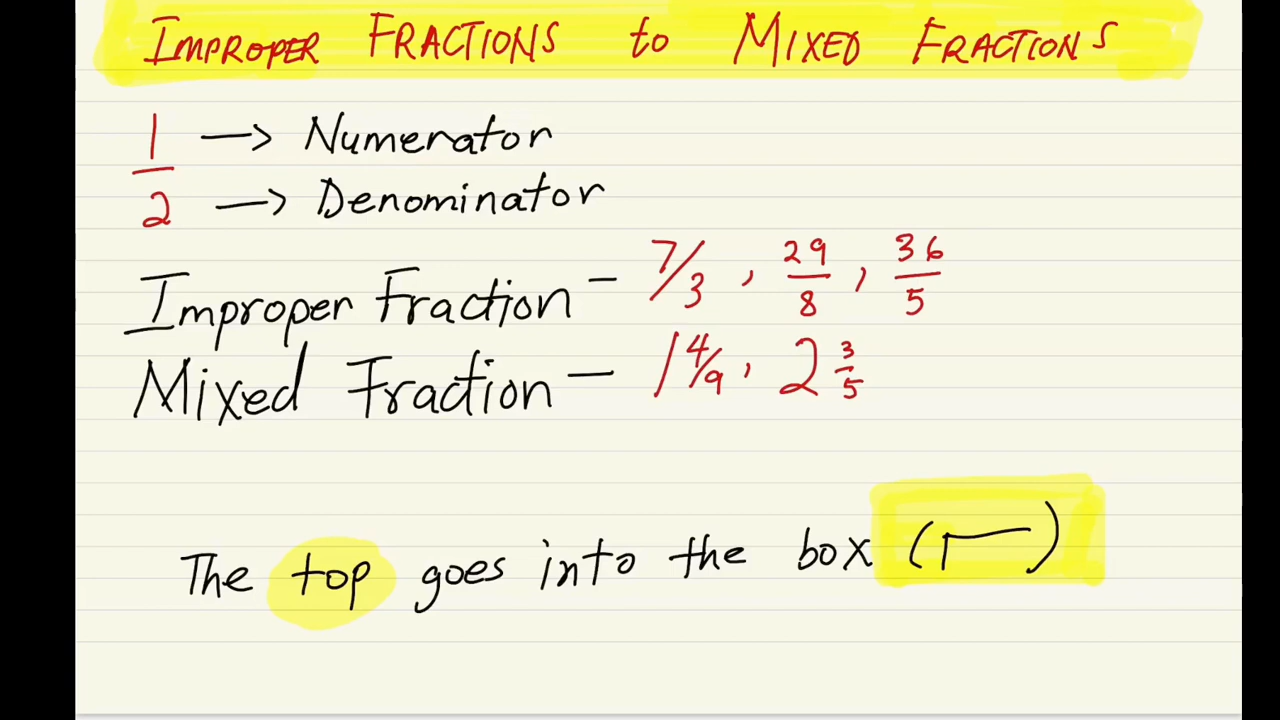 IMPROPER FRACTIONS to MIXED FRACTIONS
1 → Numerator
2 → Denominator
Improper Fraction - 7/3, 29/8, 36/5
Mixed Fraction - 1 4/9, 2 3/5
The top goes into the box (┌─)